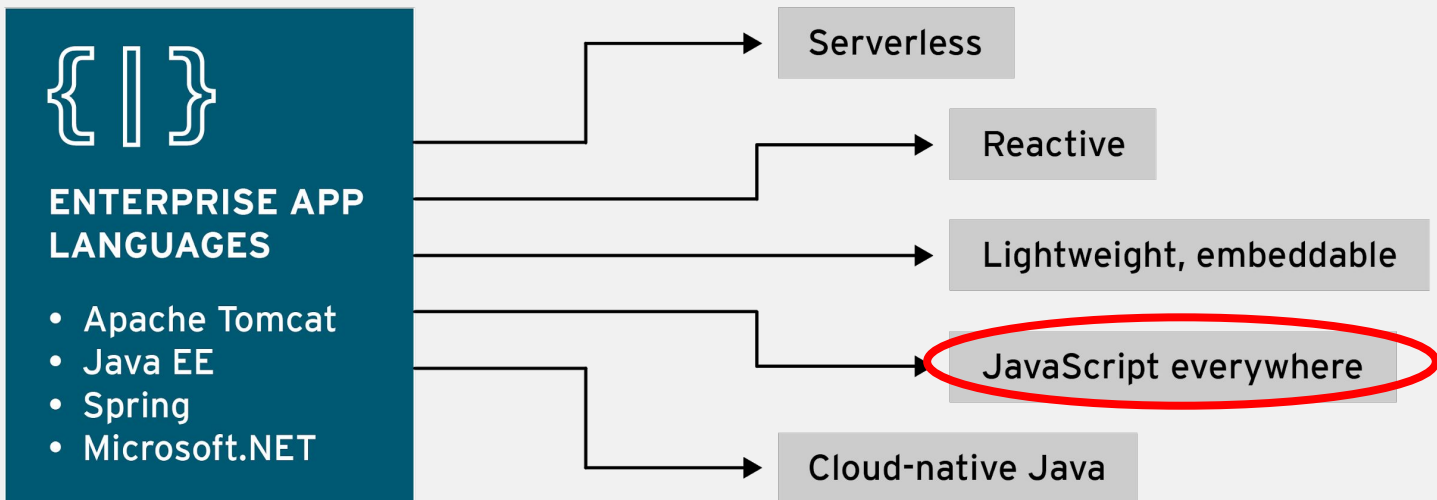 {|}
ENTERPRISE APP
LANGUAGES
• Apache Tomcat
• Java EE
• Spring
• Microsoft.NET
Serverless
Reactive
Lightweight, embeddable
JavaScript everywhere
Cloud-native Java